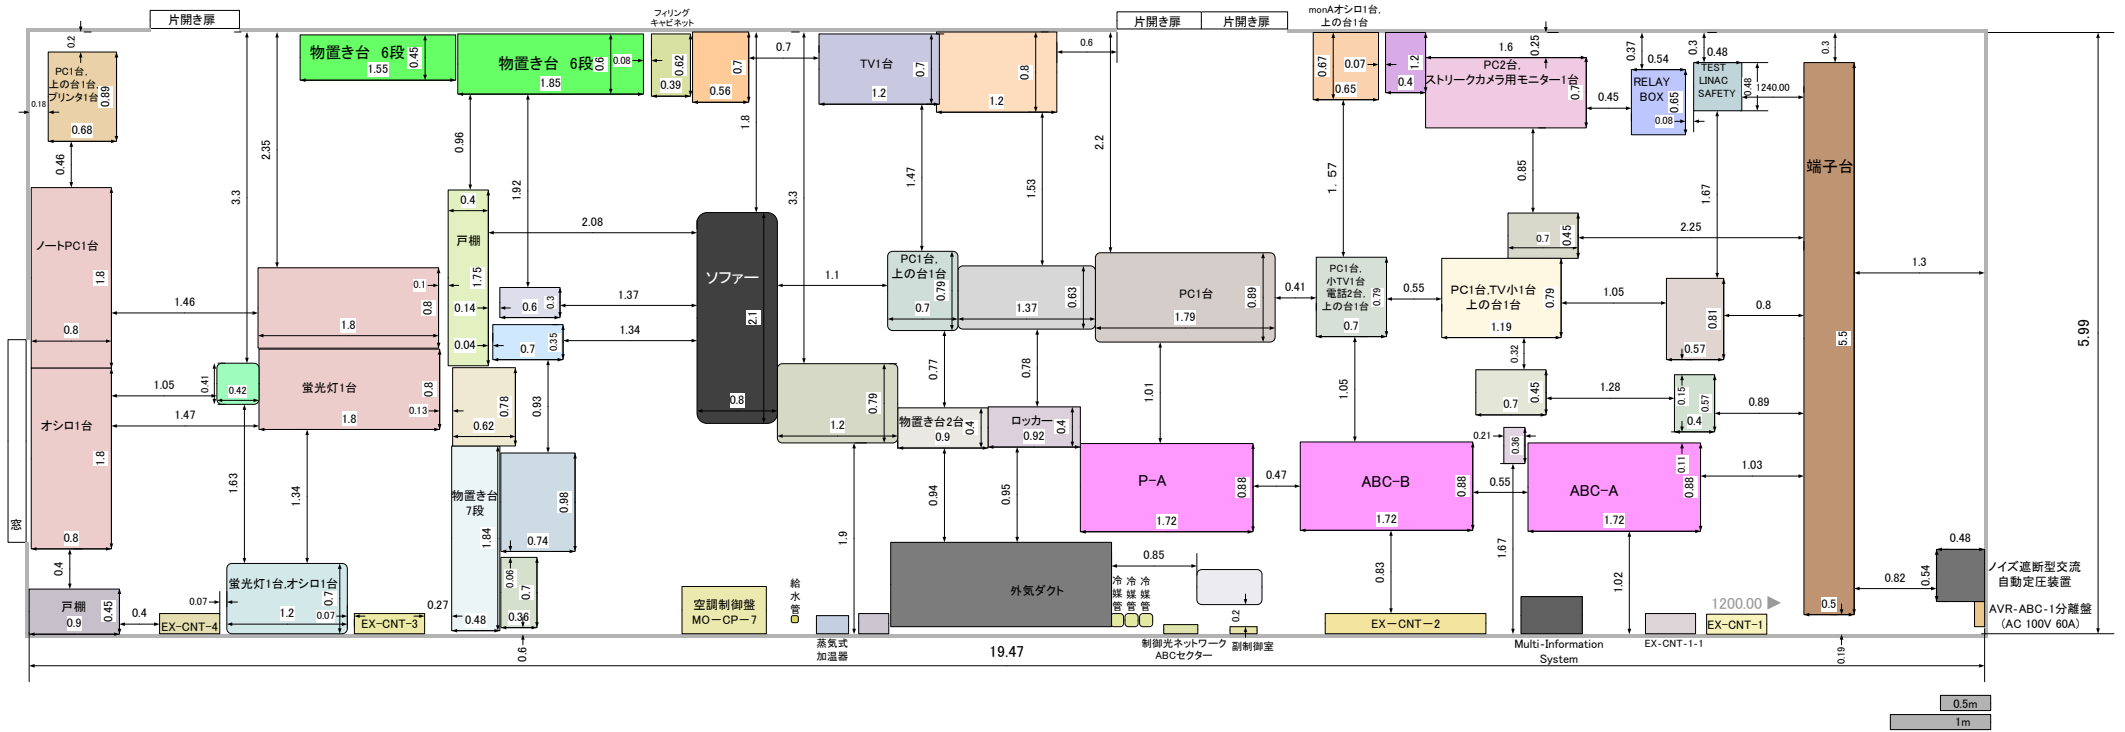 片開き扉
フィリング
キャビネット
片開き扉
片開き扉
monAオシロ1台,
上の台1台
0.2
PC1台,
上の台1台,
プリンタ1台
0.89
0.18
0.68
0.46
物置き台 6段
0.45
1.55
物置き台 6段
0.6
0.08
1.85
0.62
0.39
0.7
0.56
0.7
TV1台
0.7
1.2
0.8
1.2
0.6
0.67
0.07
0.65
1.2
0.4
1.6
0.25
PC2台,
ストリークカメラ用モニター1台
0.7
0.45
0.37
0.54
RELAY
BOX
0.65
0.08
0.3
0.48
TEST
LINAC
SAFETY
0.48
1240.00
0.3
2.35
3.3
0.96
1.92
1.8
3.3
1.47
1.53
2.2
1.57
0.85
1.67
端子台
5.5
0.5
ノートPC1台
1.8
0.8
1.46
0.1
0.8
1.8
0.4
戸棚
1.75
0.14
0.04
2.08
0.6
0.3
1.37
0.7
0.35
1.34
ソファー
2.1
0.8
1.1
PC1台,
上の台1台
0.79
0.7
1.37
0.63
PC1台
0.89
1.79
0.41
PC1台,
小TV1台
電話2台,
上の台1台
0.79
0.7
0.55
0.7
0.45
2.25
PC1台,TV小1台
上の台1台
0.79
1.19
1.05
0.81
0.57
0.8
1.3
5.99
オシロ1台
1.8
0.8
1.05
0.41
0.42
1.47
蛍光灯1台
0.8
0.13
1.8
0.78
0.62
0.93
0.79
1.2
0.77
0.78
1.01
1.05
0.32
0.7
0.45
1.28
0.15
0.57
0.4
0.89
物置き台2台
0.4
0.9
ロッカー
0.4
0.92
P-A
0.88
1.72
0.47
ABC-B
0.88
1.72
0.55
0.21
0.36
ABC-A
0.11
0.88
1.72
1.03
1.63
1.34
物置き台
7段
1.84
0.48
0.98
0.74
0.06
0.7
0.36
1.9
0.94
0.95
0.83
1.67
1.02
窓
0.4
戸棚
0.45
0.9
0.4
EX-CNT-4
0.07
蛍光灯1台,オシロ1台
0.7
1.2
0.07
EX-CNT-3
0.27
0.6
空調制御盤
MO-CP-7
給水管
蒸気式
加温器
外気ダクト
0.85
冷媒管
冷媒管
冷媒管
0.2
制御光ネットワーク
ABCセクター
副制御室
EX-CNT-2
Multi-Information
System
EX-CNT-1-1
1200.00
EX-CNT-1
0.19
0.82
0.48
0.54
ノイズ遮断型交流
自動定圧装置
AVR-ABC-1分離盤
(AC 100V 60A)
19.47
0.5m
1m